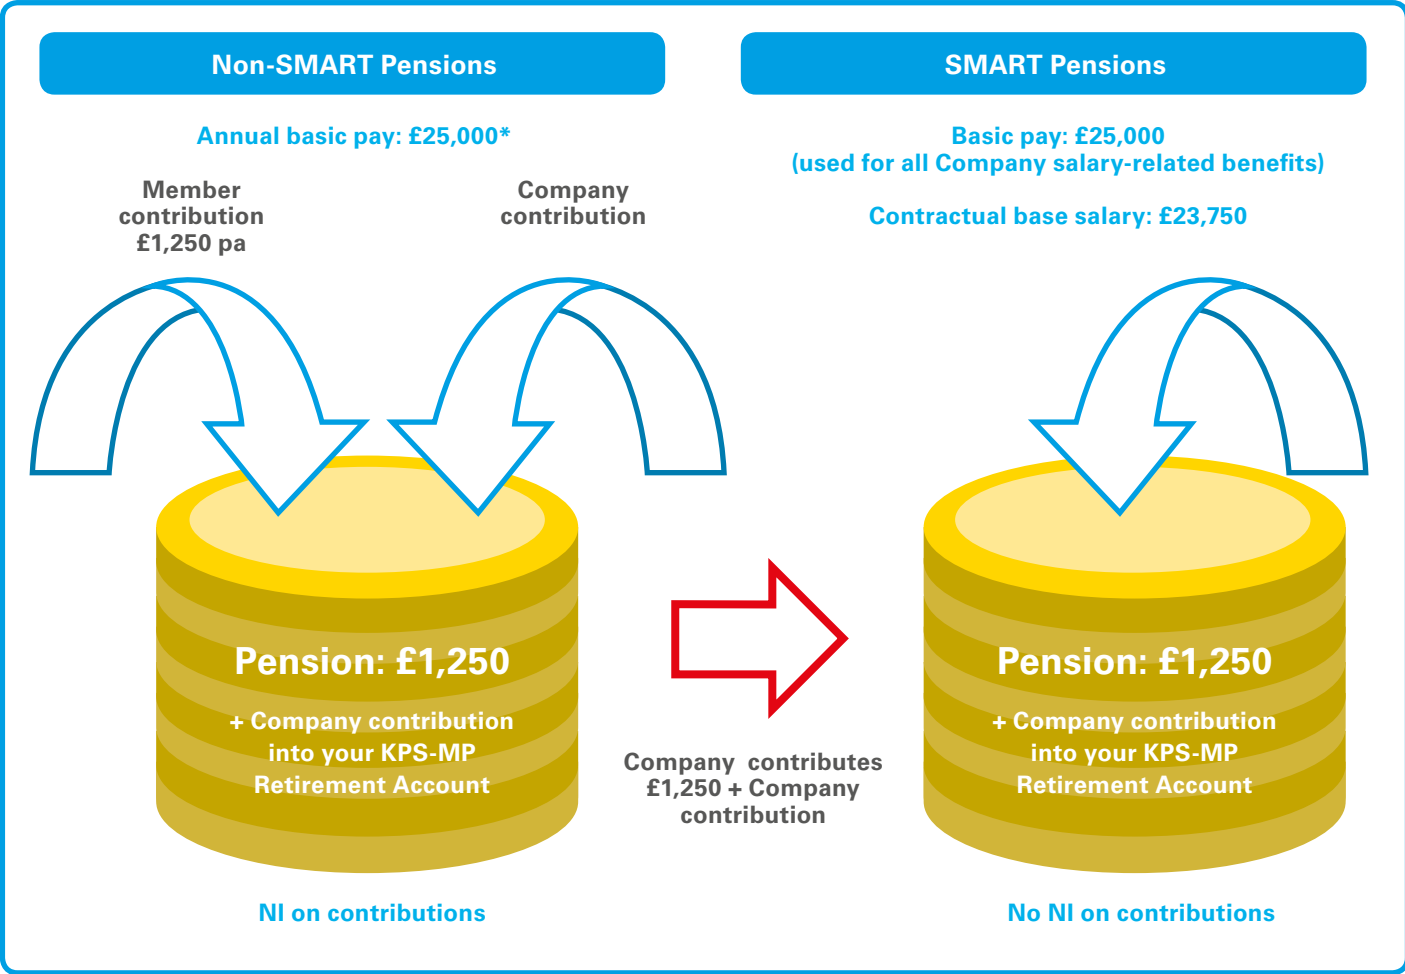 Non-SMART Pensions
Annual basic pay: £25,000*
Member
contribution
£1,250 pa
Company
contribution
Pension: £1,250
+ Company contribution
into your KPS-MP
Retirement Account
NI on contributions
Company contributes
£1,250 + Company
contribution
SMART Pensions
Basic pay: £25,000
(used for all Company salary-related benefits)
Contractual base salary: £23,750
Pension: £1,250
+ Company contribution
into your KPS-MP
Retirement Account
No NI on contributions